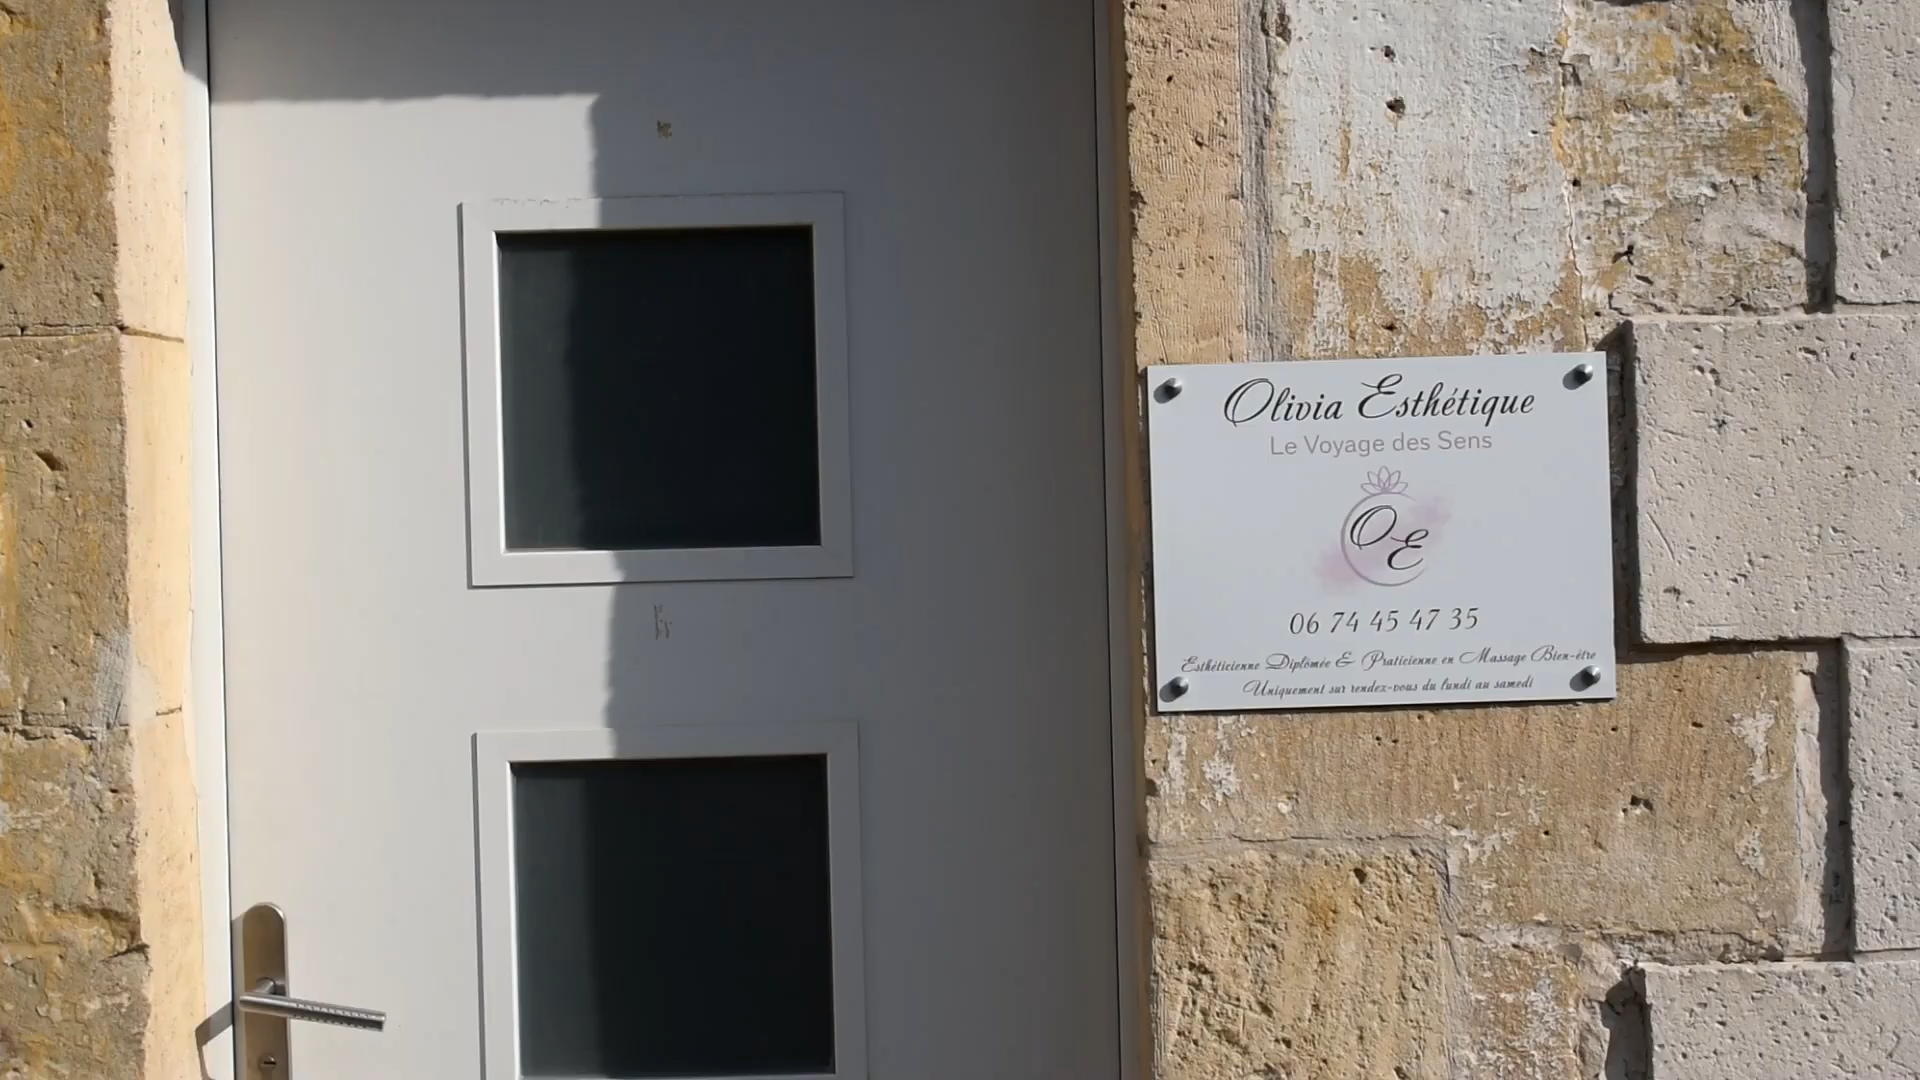 Olivia Esthétique
Le Voyage des Sens
O E
06 74 45 47 35
Esthéticienne Diplômée & Praticienne en Massage Bien-être
Uniquement sur rendez-vous du lundi au samedi